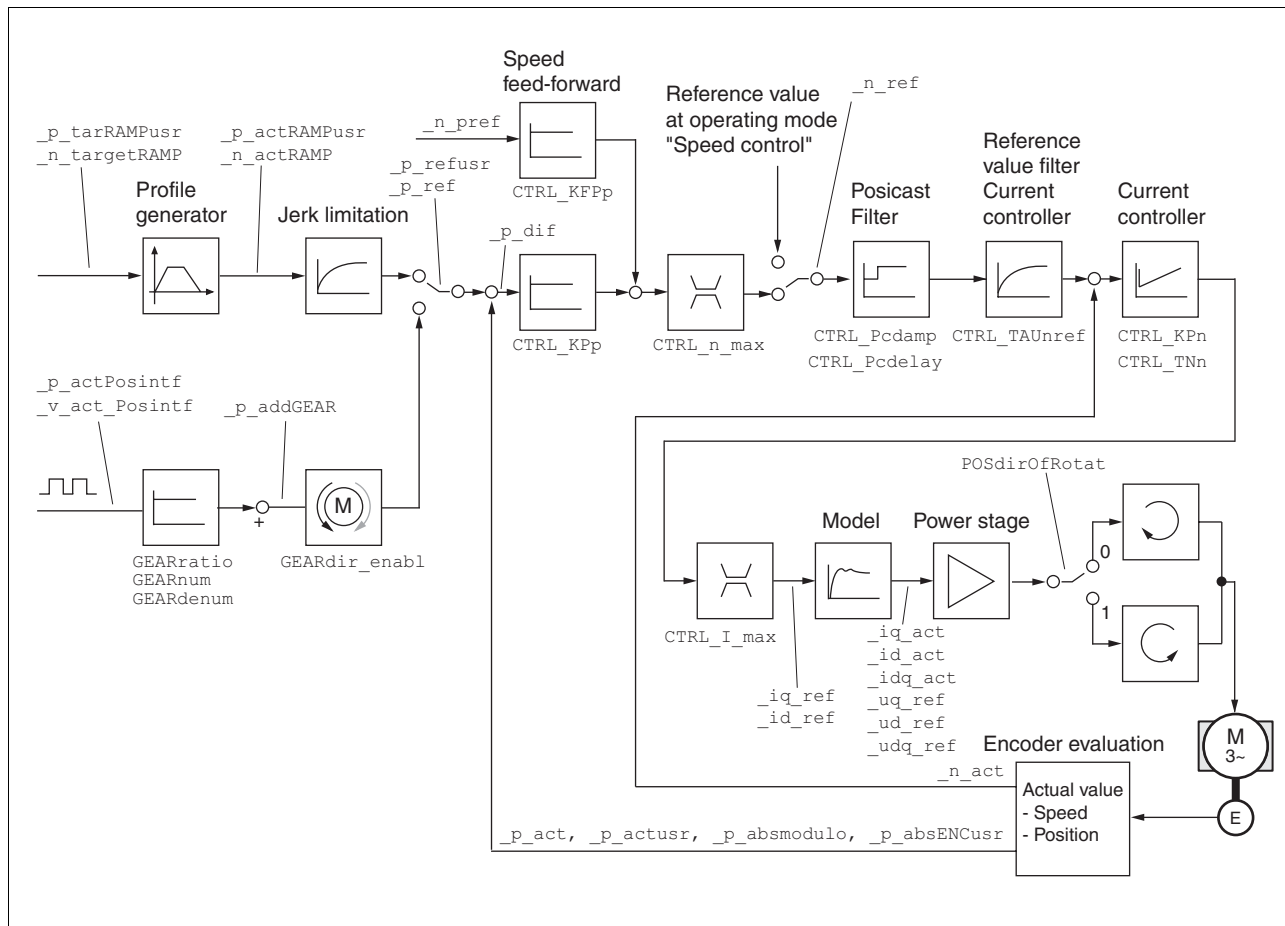 Speed
feed-forward
_n_pref
CTRL_KFPp
Reference value
at operating mode
"Speed control"
_n_ref
_p_tarRAMPusr
_n_targetRAMP
_p_actRAMPusr
_n_actRAMP
_p_refusr
_p_ref
Profile
generator
Jerk limitation
_p_dif
CTRL_KPp
CTRL_n_max
Posicast
Filter
CTRL_Pcdamp
CTRL_Pcdelay
Reference
value filter
Current
controller
CTRL_TAUnref
Current
controller
CTRL_KPn
CTRL_TNn
_p_actPosintf
_v_act_Posintf
_p_addGEAR
+
M
GEARratio
GEARnum
GEARdenum
GEARdir_enabl
POSdirOfRotat
Model
Power stage
0
1
CTRL_I_max
_iq_ref
_id_ref
_iq_act
_id_act
_idq_act
_uq_ref
_ud_ref
_udq_ref
Encoder evaluation
_n_act
Actual value
- Speed
- Position
M
3~
E
_p_act, _p_actusr, _p_absmodulo, _p_absENCusr